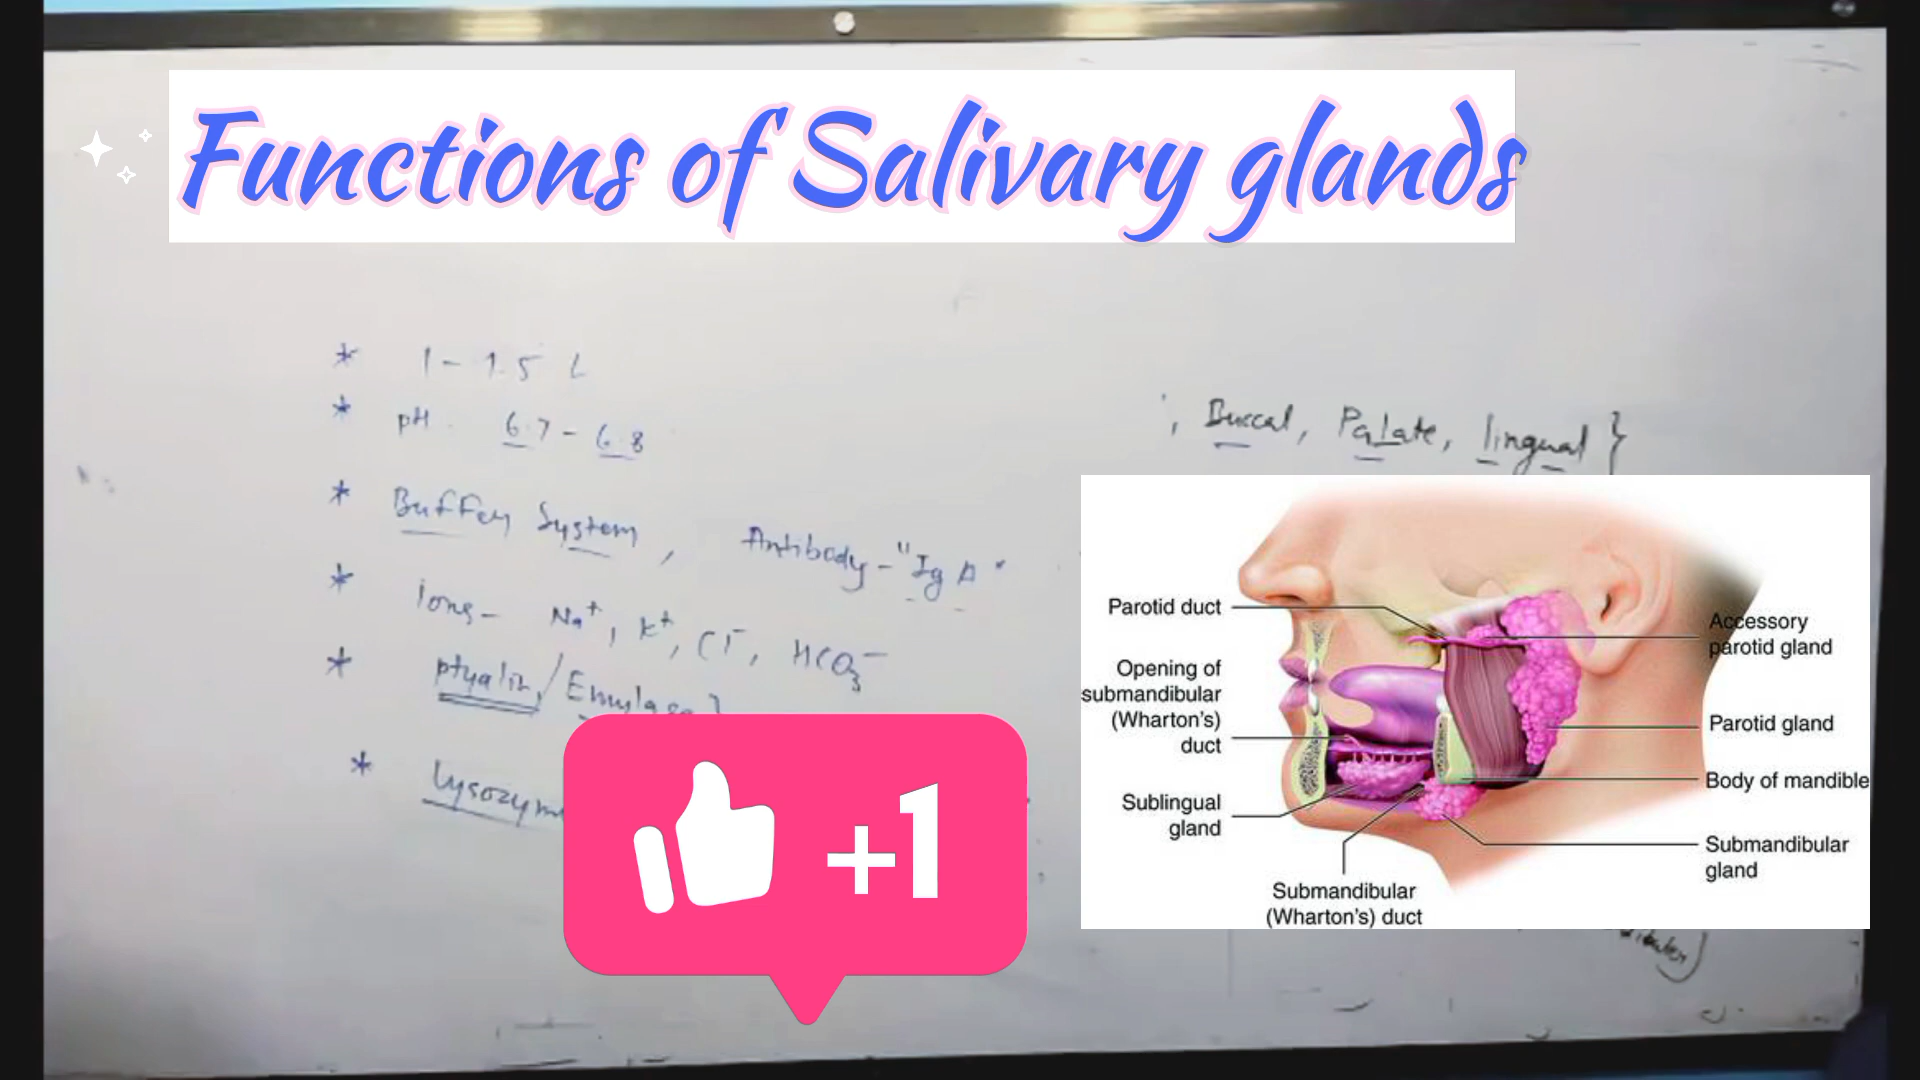 Functions of Salivary glands
* 1 - 1.5 L
* pH 6.7 - 6.8
* Buffer System, Antibody - "Ig A"
* Ions - Na⁺, K⁺, Cl⁻, HCO₃⁻
* ptyalin / Emylase }
* Lysozym
, Buccal, Palate, lingual }
+1
Parotid duct
Opening of
submandibular
(Wharton's)
duct
Sublingual
gland
Submandibular
(Wharton's) duct
Accessory
parotid gland
Parotid gland
Body of mandible
Submandibular
gland